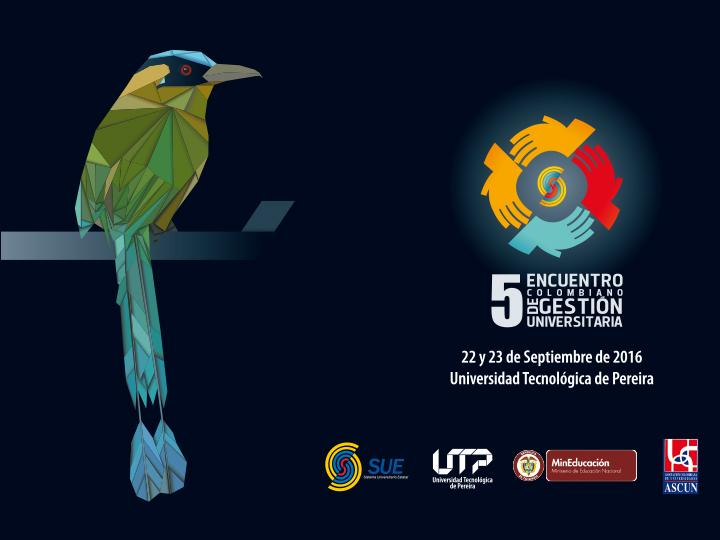 5 ENCUENTRO
COLOMBIANO
DE GESTIÓN
UNIVERSITARIA
22 y 23 de Septiembre de 2016
Universidad Tecnológica de Pereira
SUE
Sistema Universitario Estatal
UTP
Universidad Tecnológica
de Pereira
MinEducación
Ministerio de Educación Nacional
ASOCIACIÓN COLOMBIANA
DE UNIVERSIDADES
ASCUN